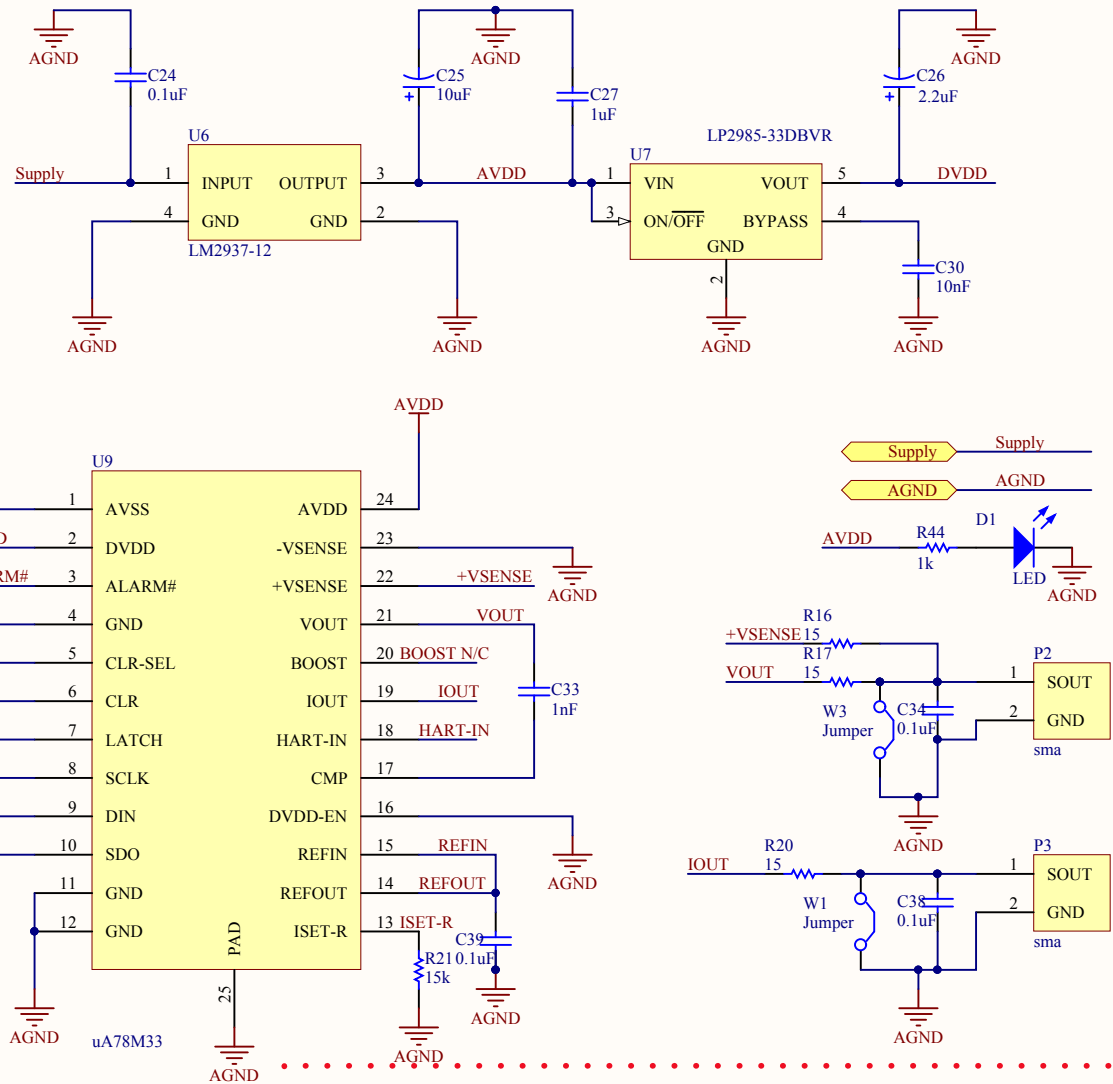 AGND
C24
0.1uF
C25
10uF
AGND
C27
1uF
AGND
C26
2.2uF
LP2985-33DBVR
U6
Supply
1 INPUT OUTPUT 3
4 GND GND 2
LM2937-12
AVDD
U7
1 VIN VOUT 5
3 ON/OFF BYPASS 4
GND
2
DVDD
C30
10nF
AGND
AGND
AGND
AGND
AVDD
U9
1 AVSS AVDD 24
D 2 DVDD -VSENSE 23
RM# 3 ALARM# +VSENSE 22 +VSENSE
4 GND VOUT 21 VOUT
5 CLR-SEL BOOST 20 BOOST N/C
6 CLR IOUT 19 IOUT
7 LATCH HART-IN 18 HART-IN
8 SCLK CMP 17
9 DIN DVDD-EN 16
10 SDO REFIN 15 REFIN
11 GND REFOUT 14 REFOUT
12 GND ISET-R 13 ISET-R
PAD
25
AGND
C33
1nF
AGND
C39
0.1uF
R21
15k
AGND
AGND
AGND
AGND
uA78M33
Supply Supply
AGND AGND
AVDD
R44
1k
D1
LED
AGND
R16
+VSENSE 15
R17
VOUT 15
W3
Jumper
C34
0.1uF
P2
1 SOUT
2 GND
sma
AGND
R20
IOUT 15
W1
Jumper
C38
0.1uF
P3
1 SOUT
2 GND
sma
AGND